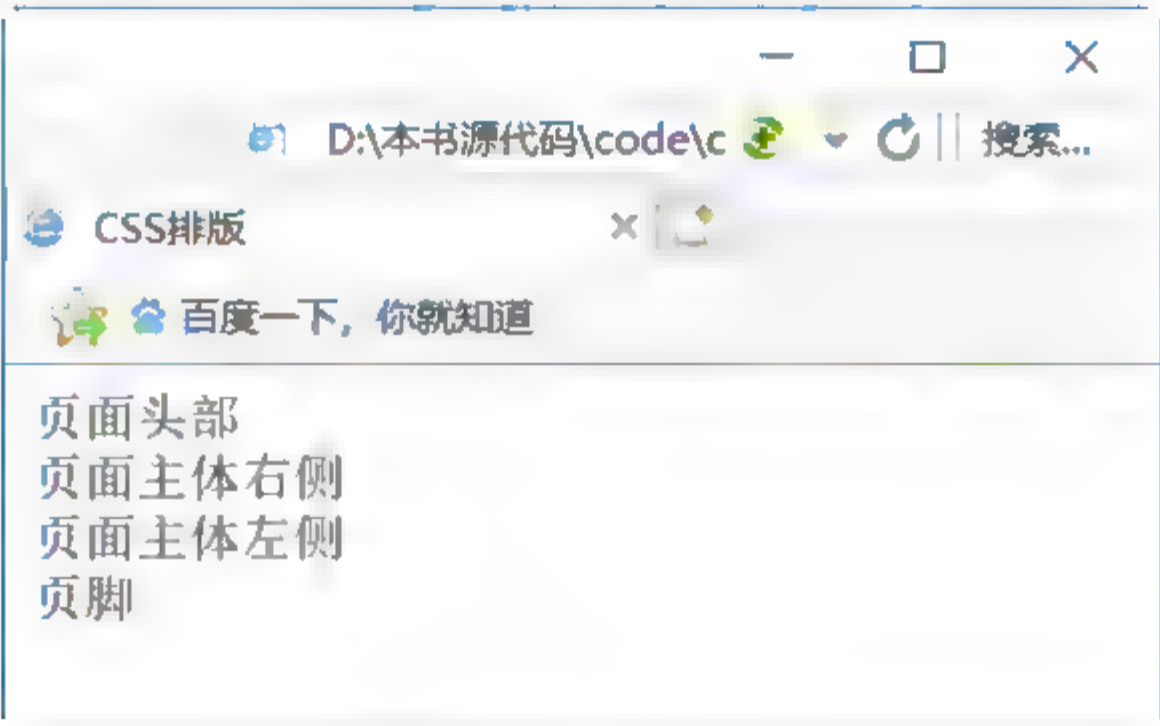 D:\本书源代码\code\c 搜索...
CSS排版
百度一下，你就知道
页面头部
页面主体右侧
页面主体左侧
页脚